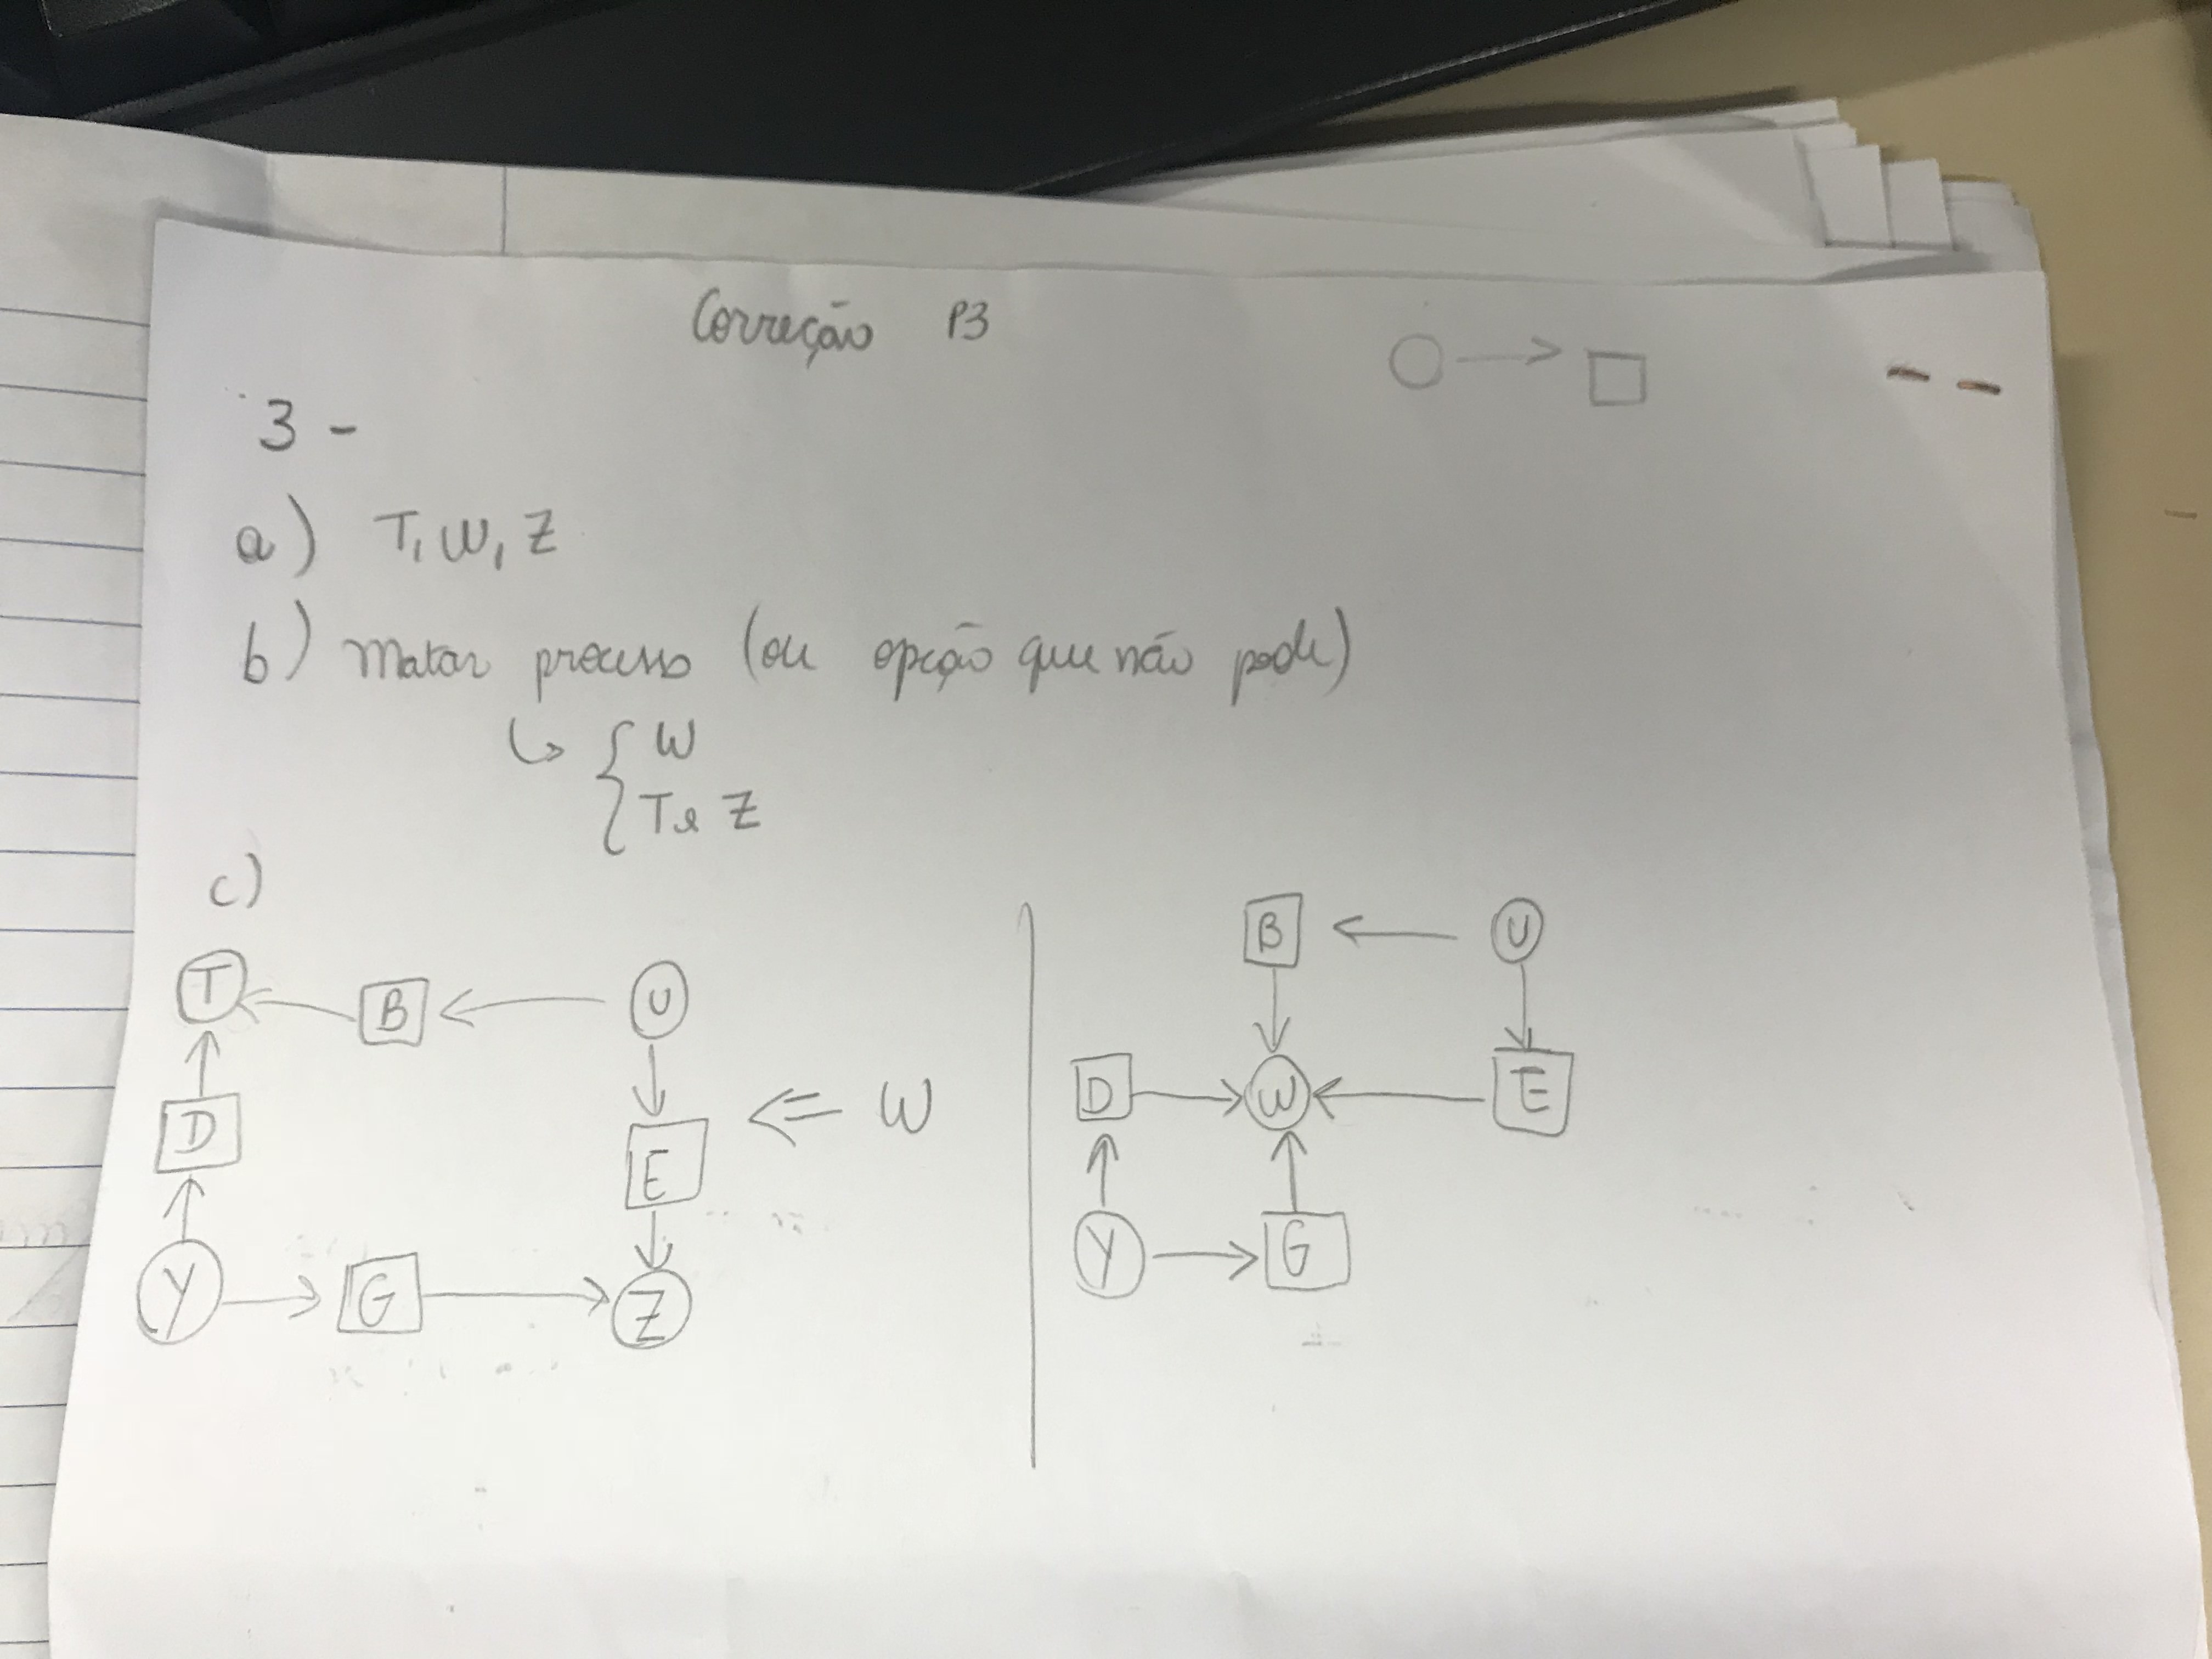 Correção P3
3 -
a) T, W, Z
b) Matar processo (ou opção que não pode)
W
T e Z
c)
T B U
D E W
Y G Z
B U
D W E
Y G